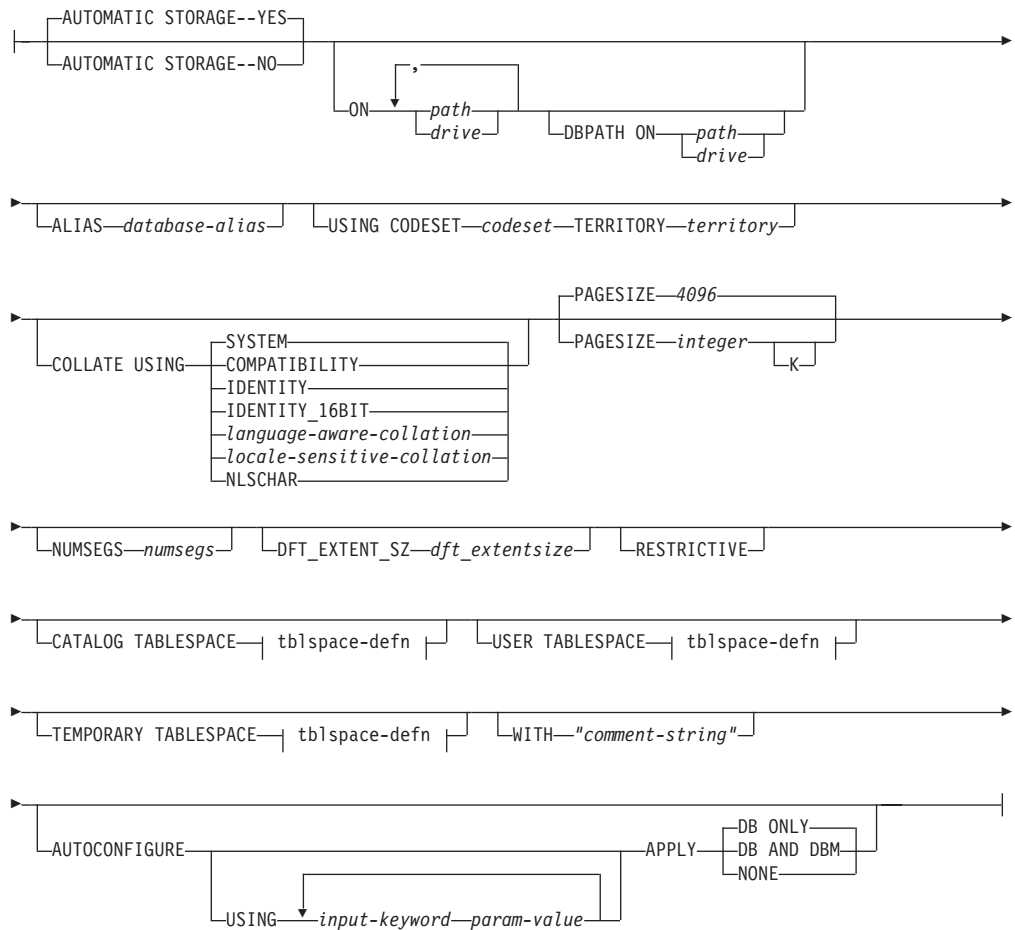 AUTOMATIC STORAGE--YES
AUTOMATIC STORAGE--NO
,
ON path
drive
DBPATH ON path
drive
ALIAS database-alias USING CODESET codeset TERRITORY territory
PAGESIZE 4096
COLLATE USING SYSTEM PAGESIZE integer K
COMPATIBILITY
IDENTITY
IDENTITY_16BIT
language-aware-collation
locale-sensitive-collation
NLSCHAR
NUMSEGS numsegs DFT_EXTENT_SZ dft_extentsize RESTRICTIVE
CATALOG TABLESPACE tblspace-defn USER TABLESPACE tblspace-defn
TEMPORARY TABLESPACE tblspace-defn WITH "comment-string"
DB ONLY
AUTOCONFIGURE APPLY DB AND DBM
NONE
USING input-keyword param-value